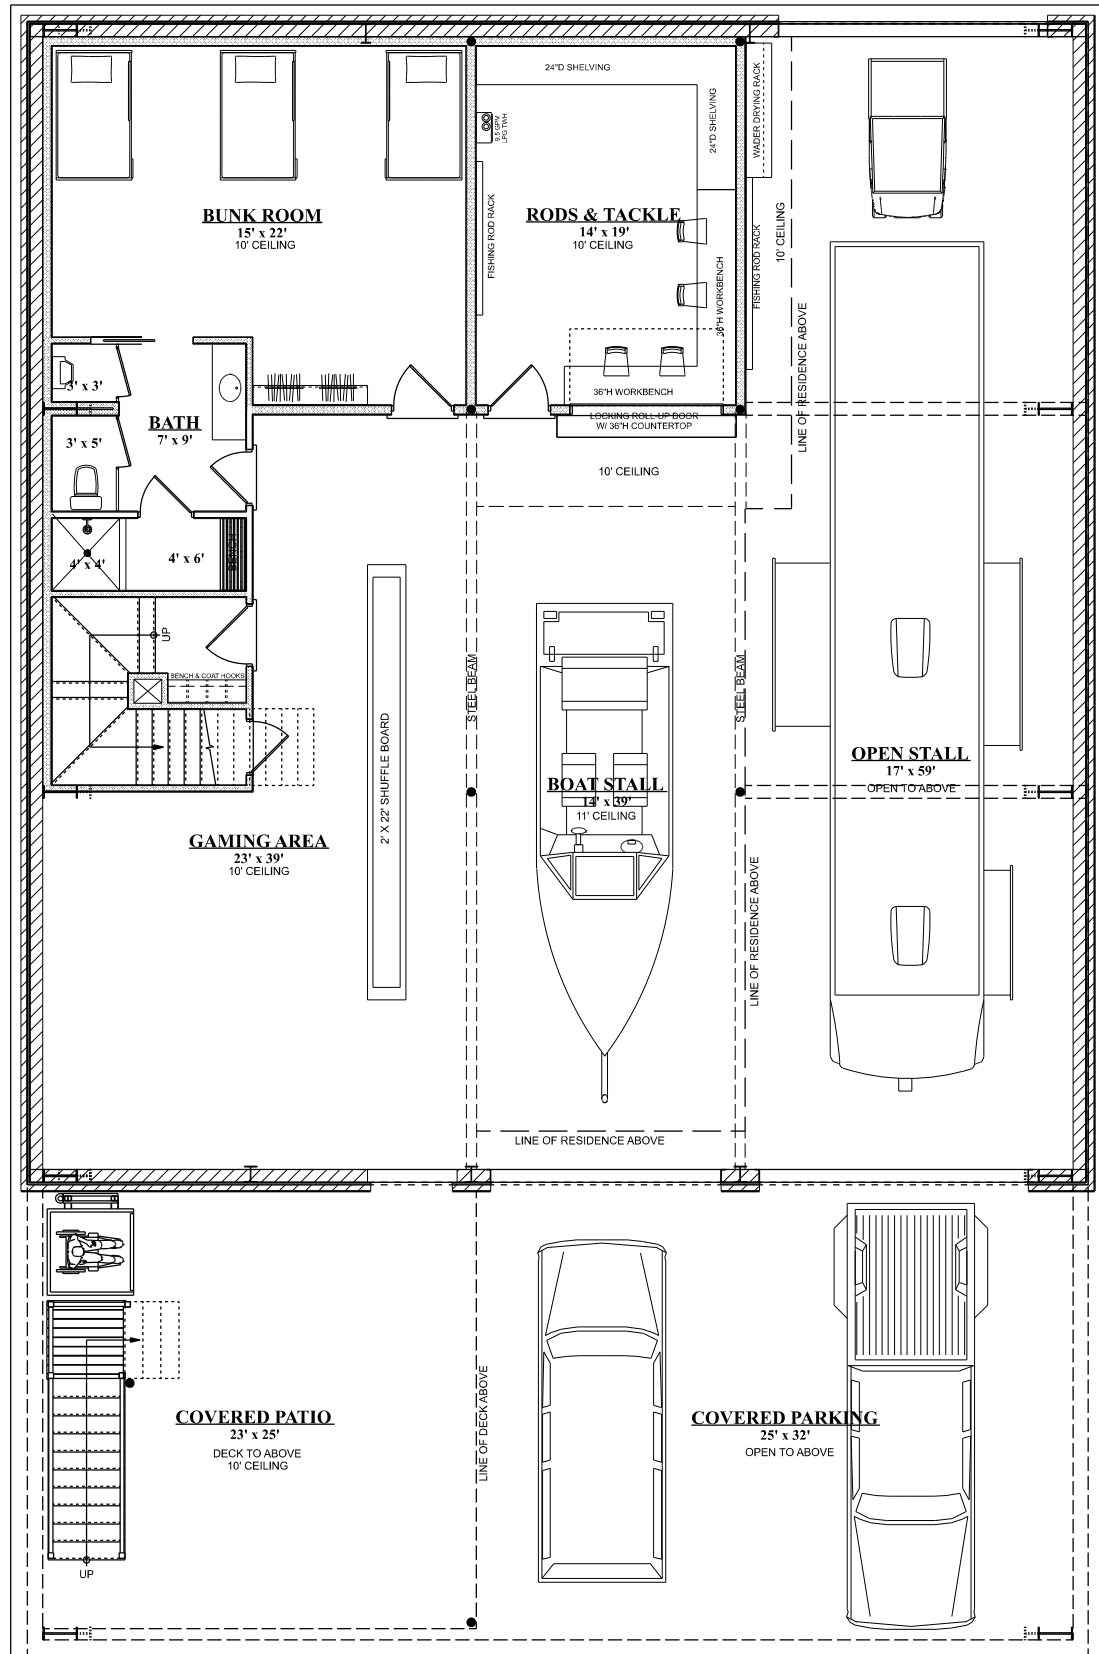 24"D SHELVING
24"D SHELVING
WADER DRYING RACK
9.5 GPM
LPG TWH
BUNK ROOM
15' x 22'
10' CEILING
RODS & TACKLE
14' x 19'
10' CEILING
FISHING ROD RACK
36"H WORKBENCH
FISHING ROD RACK
10' CEILING
LINE OF RESIDENCE ABOVE
3' x 3'
36"H WORKBENCH
LOCKING ROLL-UP DOOR
W/ 36"H COUNTERTOP
BATH
7' x 9'
3' x 5'
10' CEILING
4' x 4'
4' x 6'
BENCH
UP
BENCH & COAT HOOKS
STEEL BEAM
STEEL BEAM
2' X 22' SHUFFLE BOARD
BOAT STALL
14' x 39'
11' CEILING
OPEN STALL
17' x 59'
OPEN TO ABOVE
GAMING AREA
23' x 39'
10' CEILING
LINE OF RESIDENCE ABOVE
LINE OF RESIDENCE ABOVE
COVERED PATIO
23' x 25'
DECK TO ABOVE
10' CEILING
LINE OF DECK ABOVE
COVERED PARKING
25' x 32'
OPEN TO ABOVE
UP